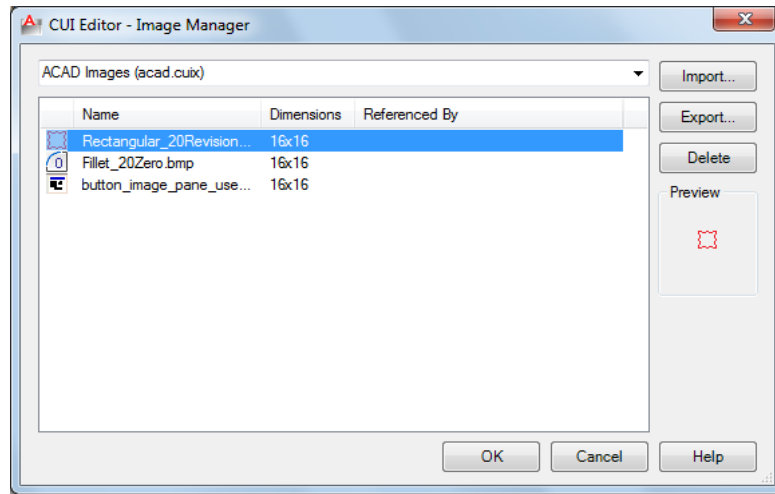 CUI Editor - Image Manager
ACAD Images (acad.cuix)
Import...
Name Dimensions Referenced By
Export...
Rectangular_20Revision... 16x16
Fillet_20Zero.bmp 16x16
Delete
button_image_pane_use... 16x16
Preview
OK Cancel Help